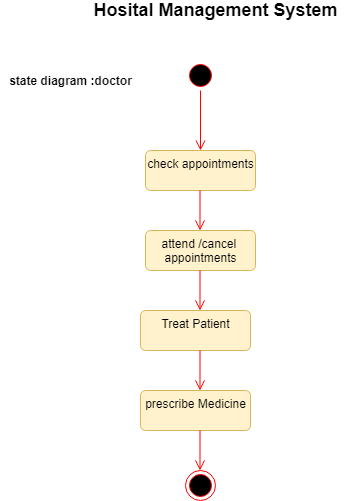 Hosital Management System
state diagram :doctor
check appointments
attend /cancel
appointments
Treat Patient
prescribe Medicine